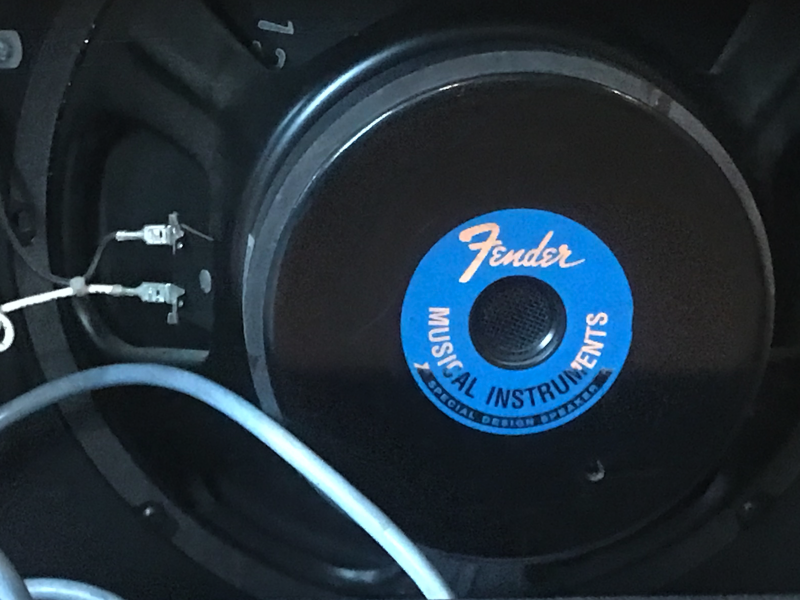 Fender
MUSICAL INSTRUMENTS
SPECIAL DESIGN SPEAKER